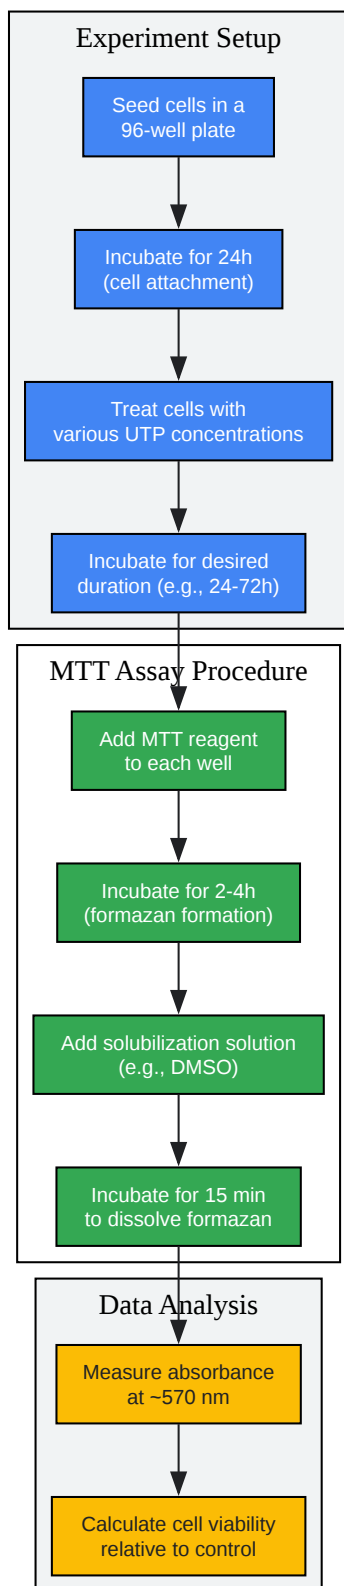 Experiment Setup
Seed cells in a
96-well plate
Incubate for 24h
(cell attachment)
Treat cells with
various UTP concentrations
Incubate for desired
duration (e.g., 24-72h)
MTT Assay Procedure
Add MTT reagent
to each well
Incubate for 2-4h
(formazan formation)
Add solubilization solution
(e.g., DMSO)
Incubate for 15 min
to dissolve formazan
Data Analysis
Measure absorbance
at ~570 nm
Calculate cell viability
relative to control